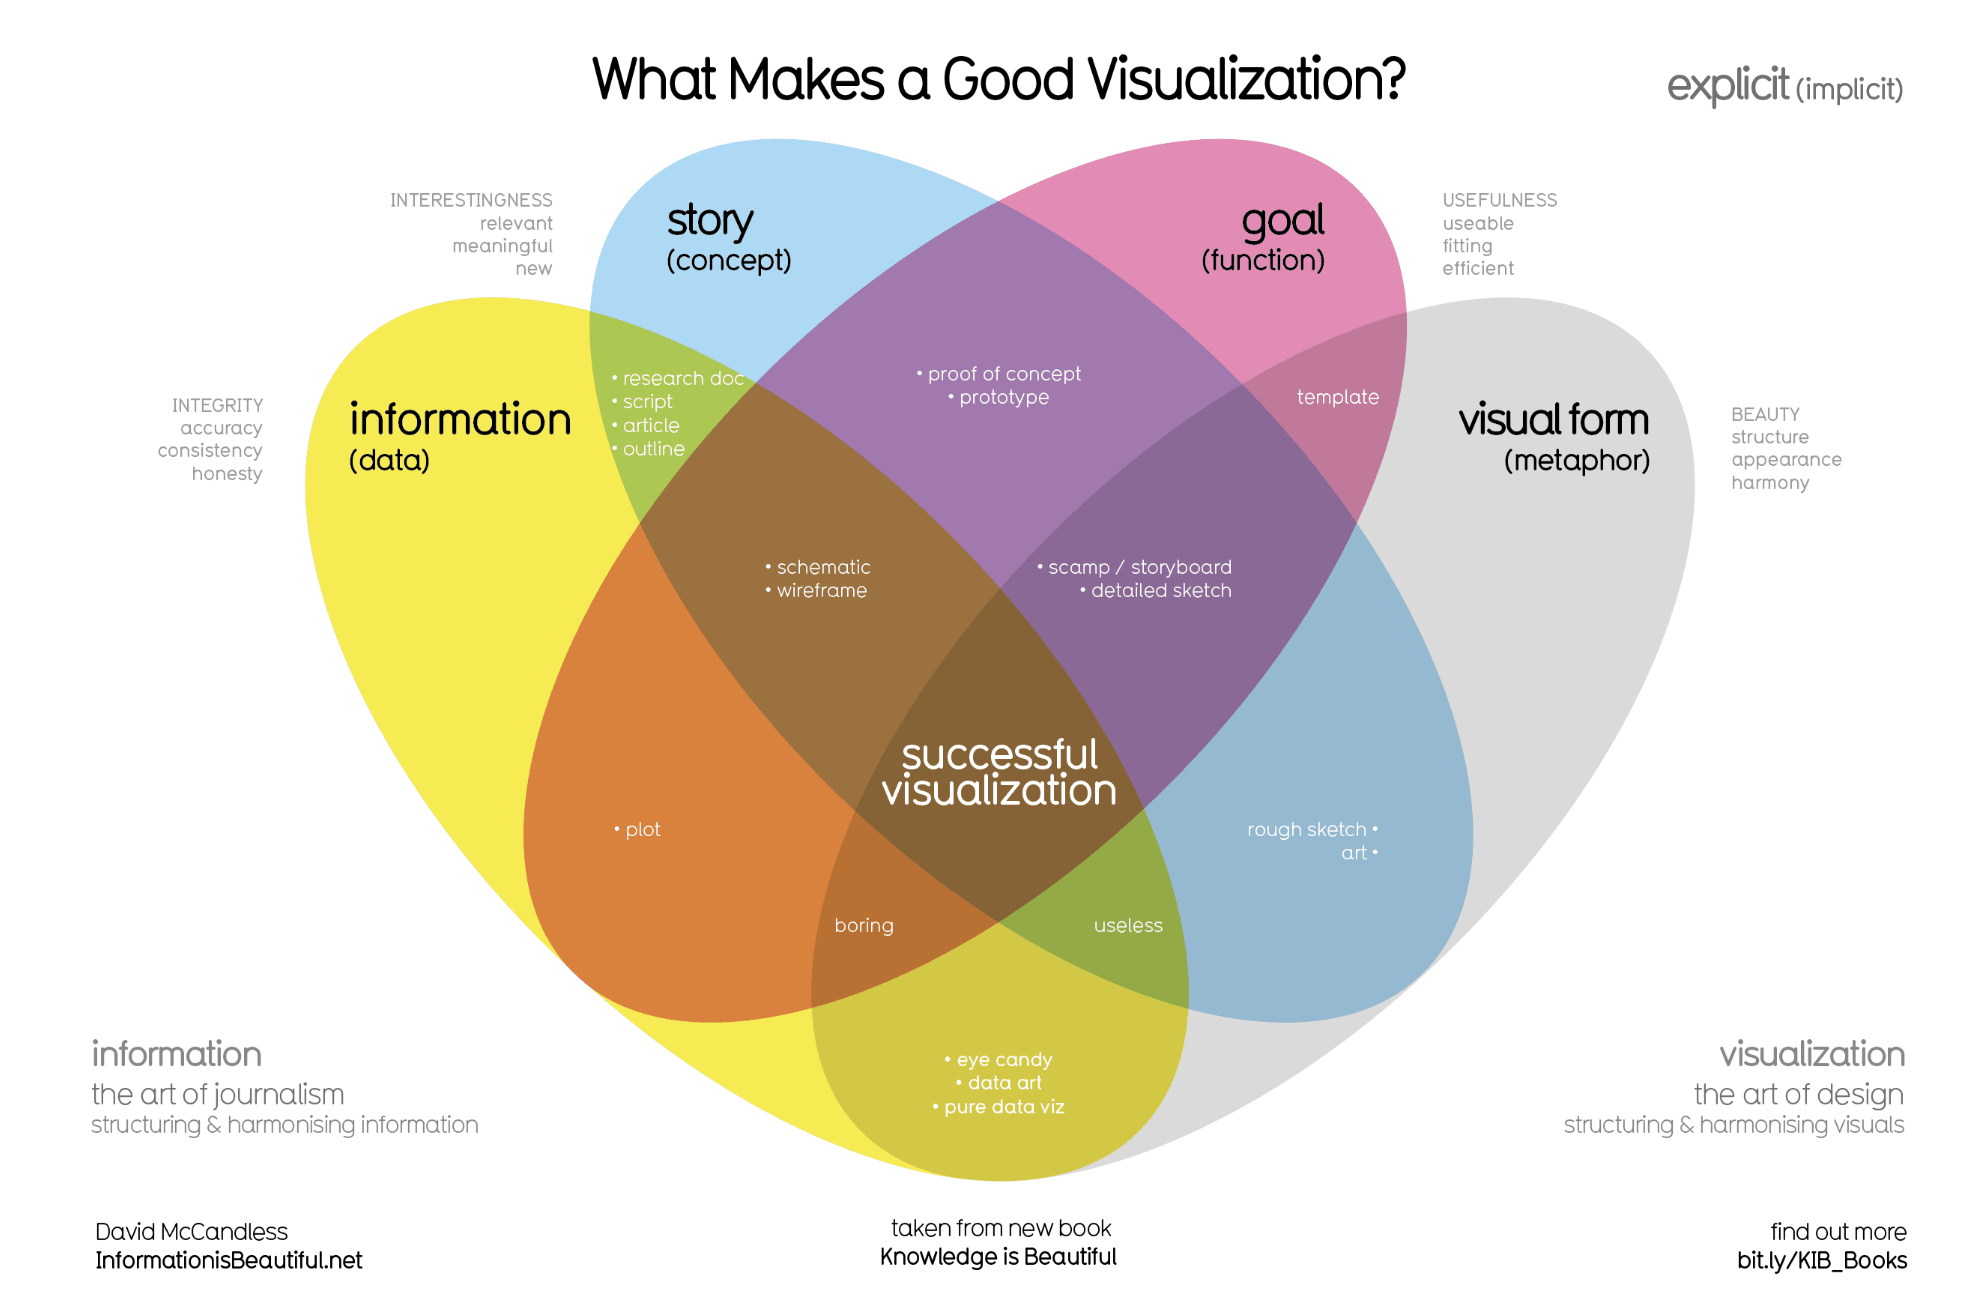 What Makes a Good Visualization?
explicit (implicit)
INTERESTINGNESS
relevant
meaningful
new
story
(concept)
goal
(function)
USEFULNESS
useable
fitting
efficient
INTEGRITY
accuracy
consistency
honesty
information
(data)
• research doc
• script
• article
• outline
• proof of concept
• prototype
template
visual form
(metaphor)
BEAUTY
structure
appearance
harmony
• schematic
• wireframe
• scamp / storyboard
• detailed sketch
successful
visualization
• plot
rough sketch •
art •
boring
useless
• eye candy
• data art
• pure data viz
information
the art of journalism
structuring & harmonising information
visualization
the art of design
structuring & harmonising visuals
David McCandless
InformationisBeautiful.net
taken from new book
Knowledge is Beautiful
find out more
bit.ly/KIB_Books